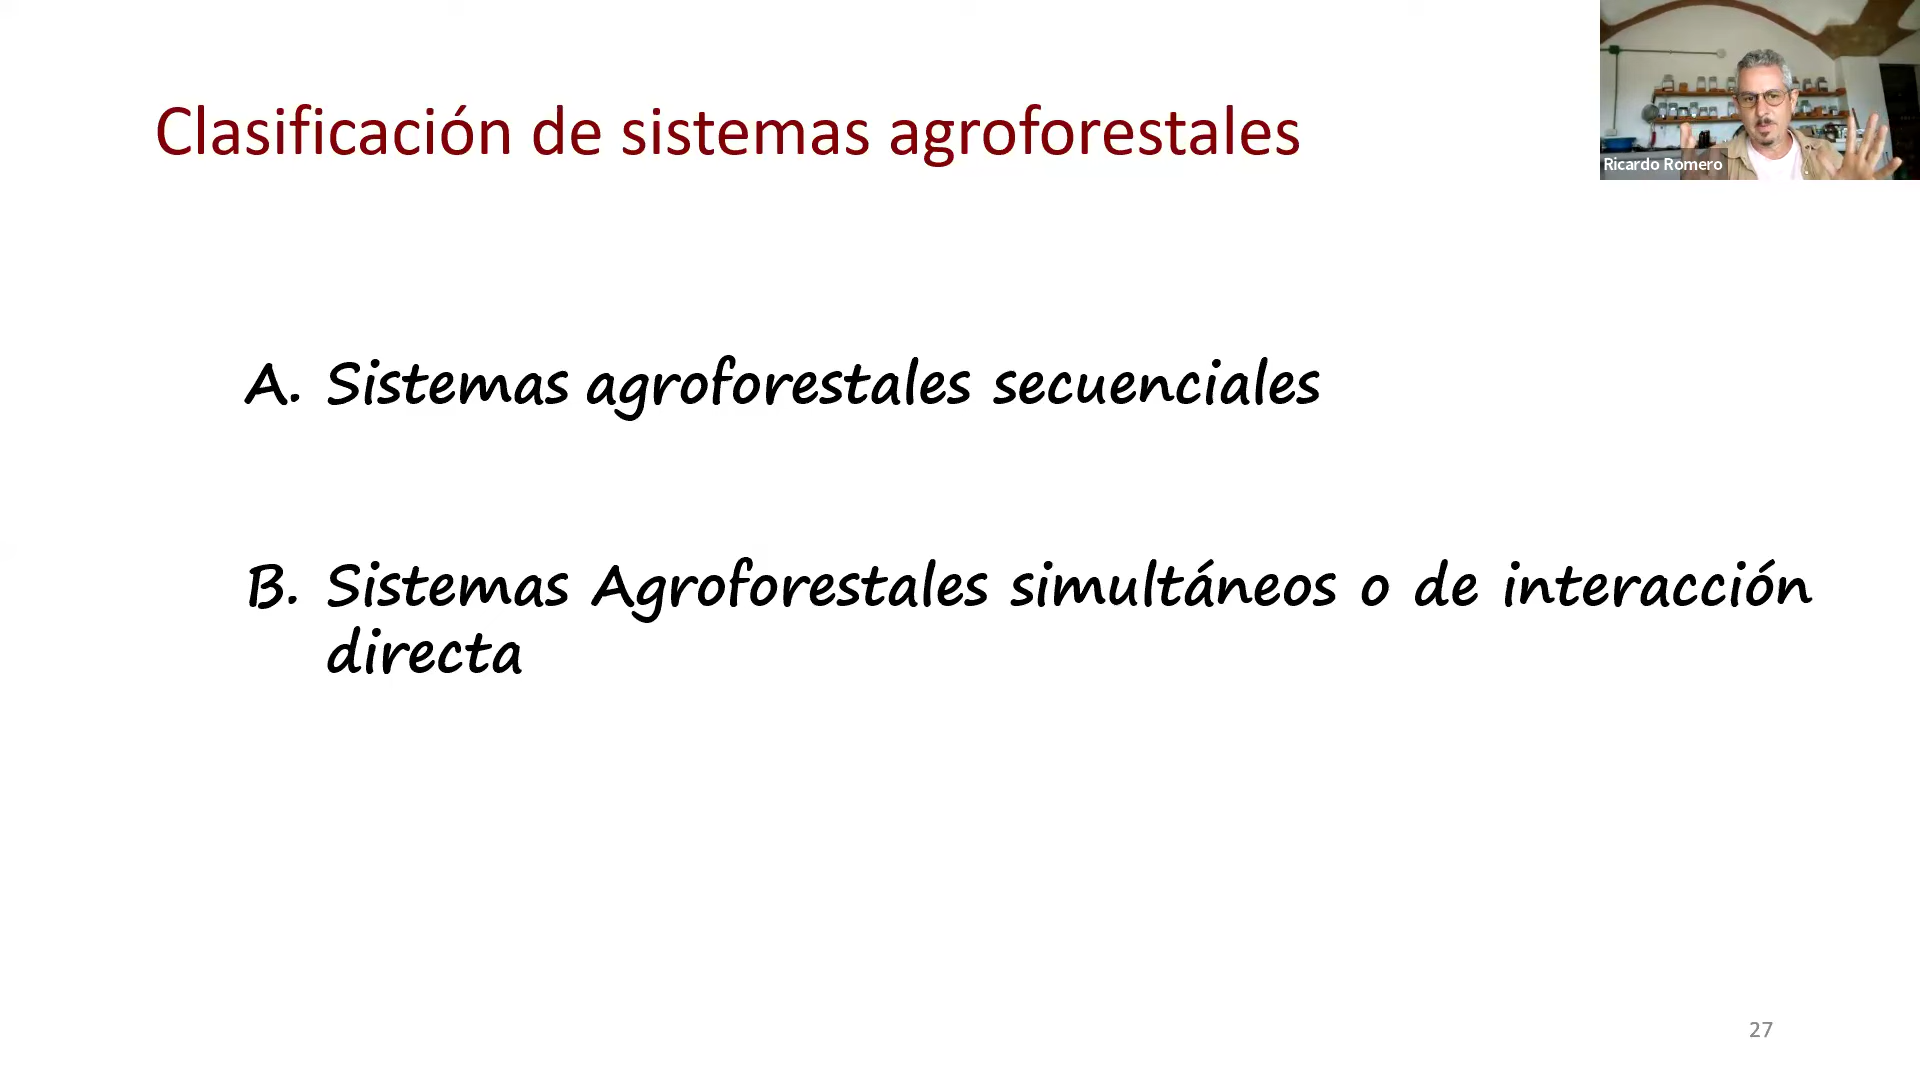 Clasificación de sistemas agroforestales
Ricardo Romero
A. Sistemas agroforestales secuenciales
B. Sistemas Agroforestales simultáneos o de interacción
directa
27